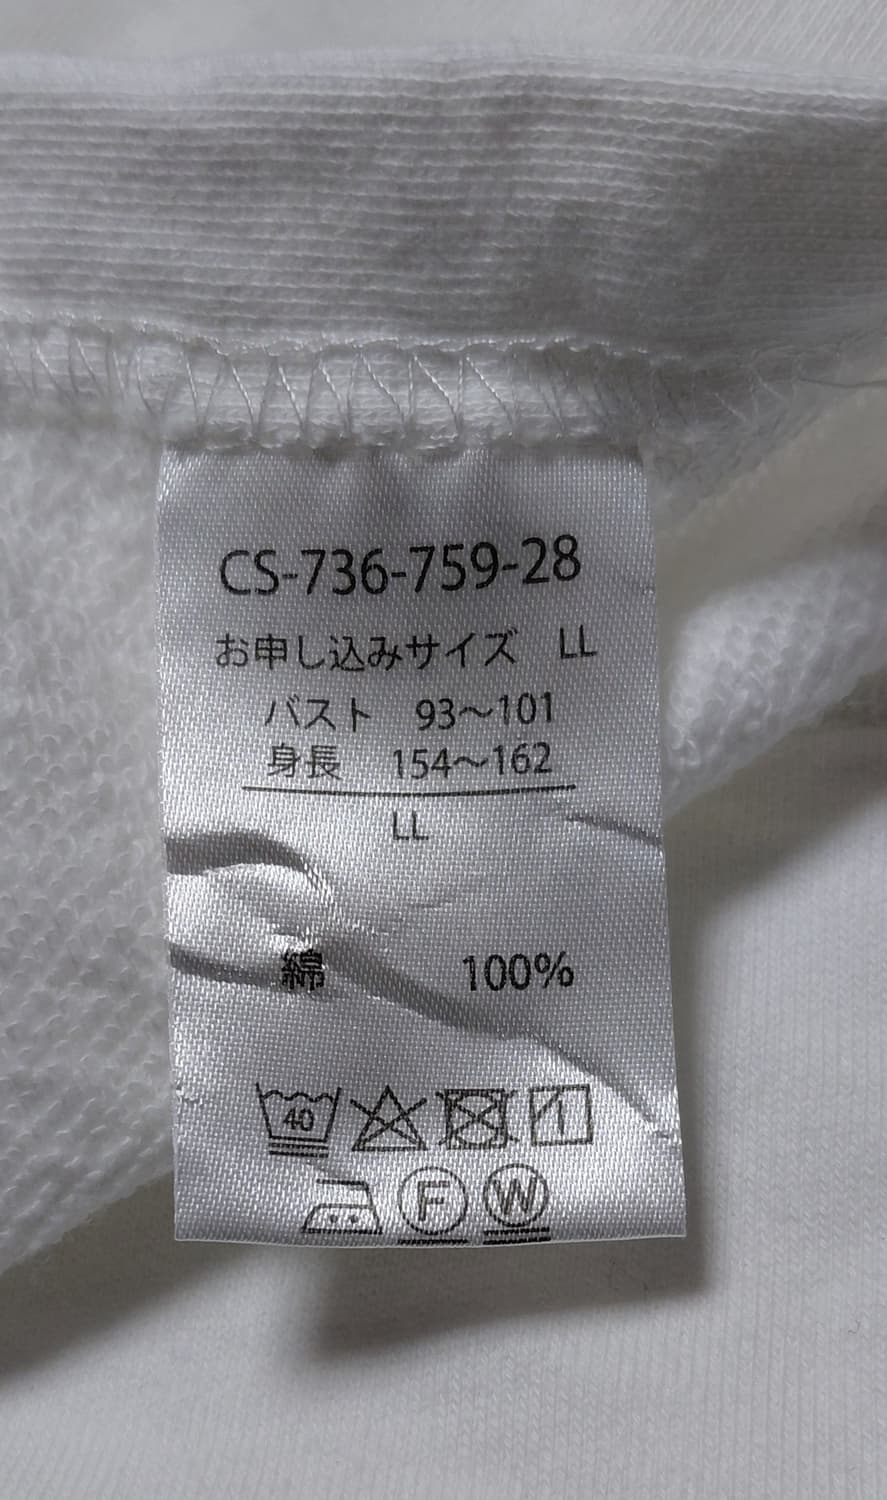 CS-736-759-28
お申し込みサイズ LL
バスト 93～101
身長 154～162
LL
綿 100%
40
F W